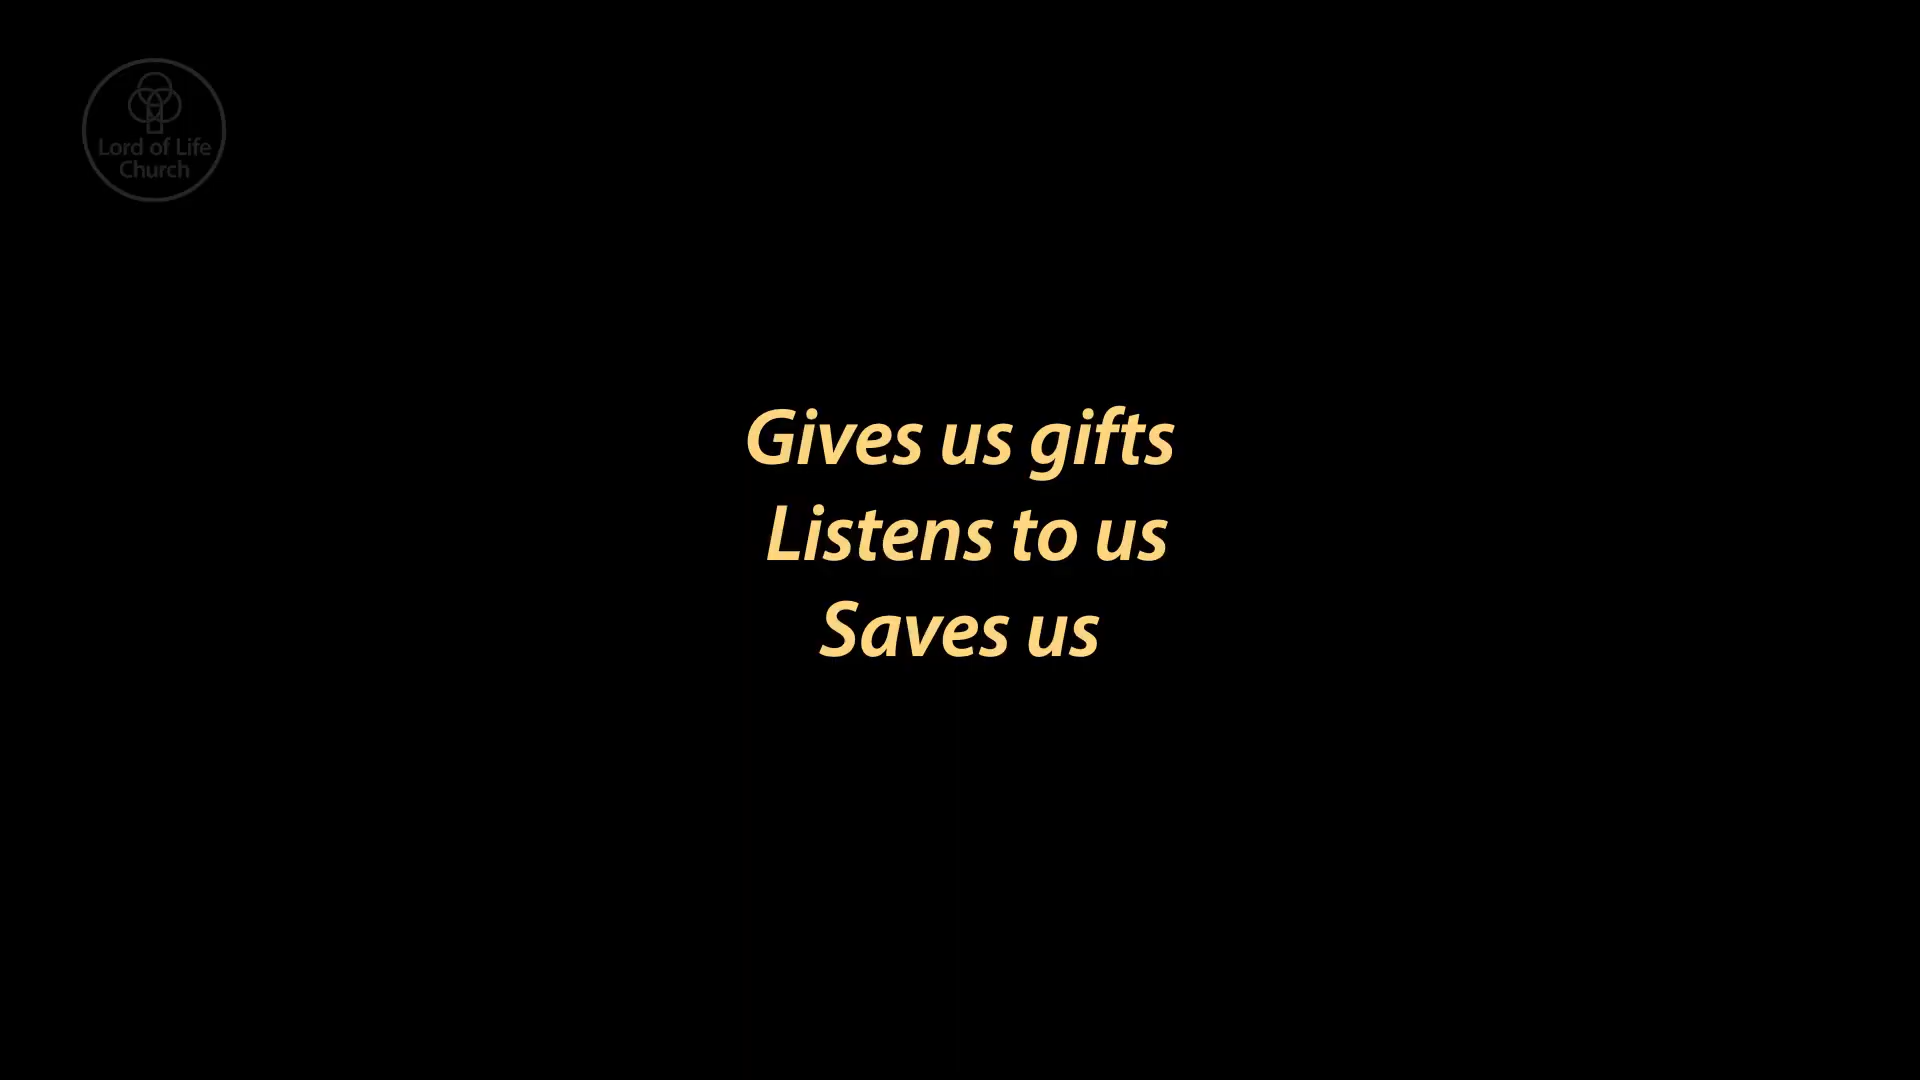 Lord of Life
Church
Gives us gifts
Listens to us
Saves us